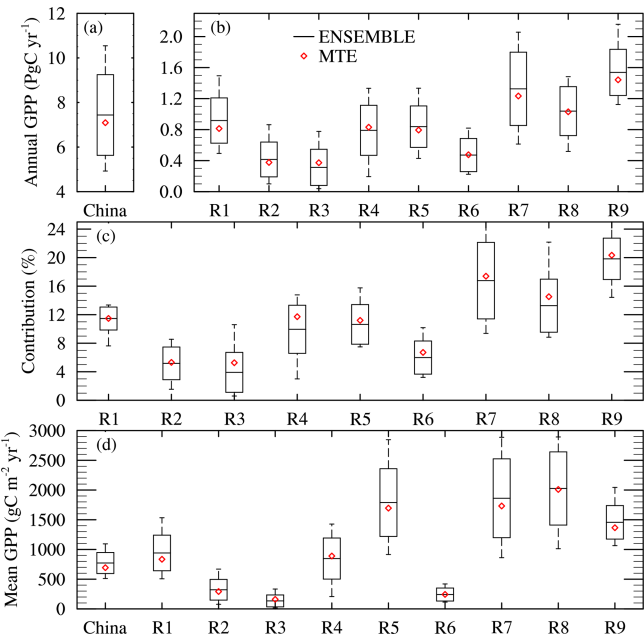 (a)
Annual GPP (PgC yr⁻¹)
12
10
8
6
4
China
(b)
ENSEMBLE
MTE
2.0
1.6
1.2
0.8
0.4
0.0
R1 R2 R3 R4 R5 R6 R7 R8 R9
(c)
Contribution (%)
24
20
16
12
8
4
0
R1 R2 R3 R4 R5 R6 R7 R8 R9
(d)
Mean GPP (gC m⁻² yr⁻¹)
3000
2500
2000
1500
1000
500
0
China R1 R2 R3 R4 R5 R6 R7 R8 R9